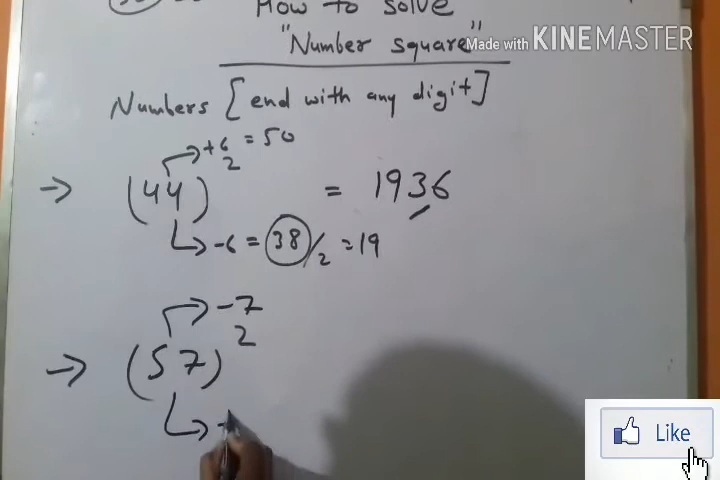 How to solve
"Number square"
Made with KINEMASTER
Numbers [end with any digit]
+6 = 50
→ (44)2 = 1936
-6 = 38/2 = 19
-7
→ (57)2
Like